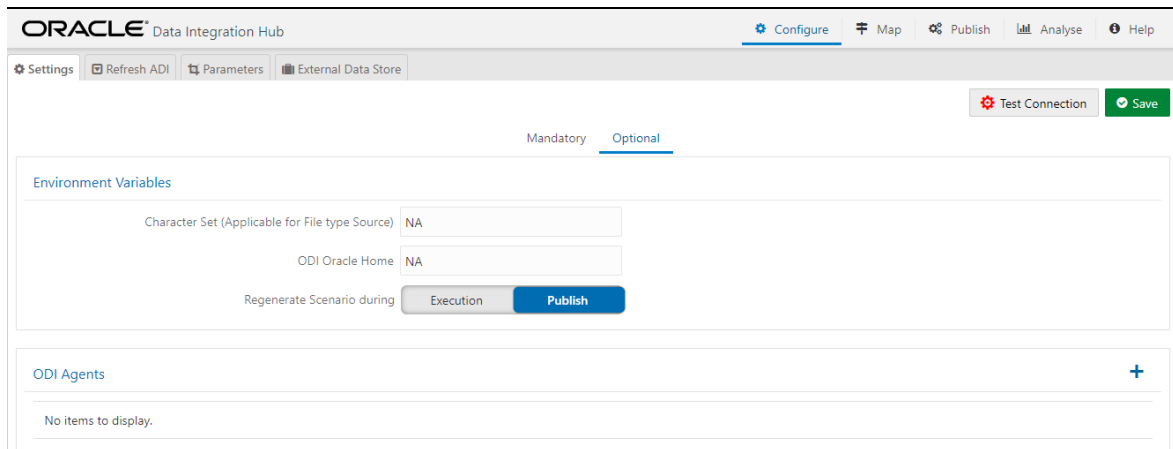 ORACLE® Data Integration Hub
Configure Map Publish Analyse Help
Settings Refresh ADI Parameters External Data Store
Test Connection Save
Mandatory Optional
Environment Variables
Character Set (Applicable for File type Source) NA
ODI Oracle Home NA
Regenerate Scenario during Execution Publish
ODI Agents +
No items to display.